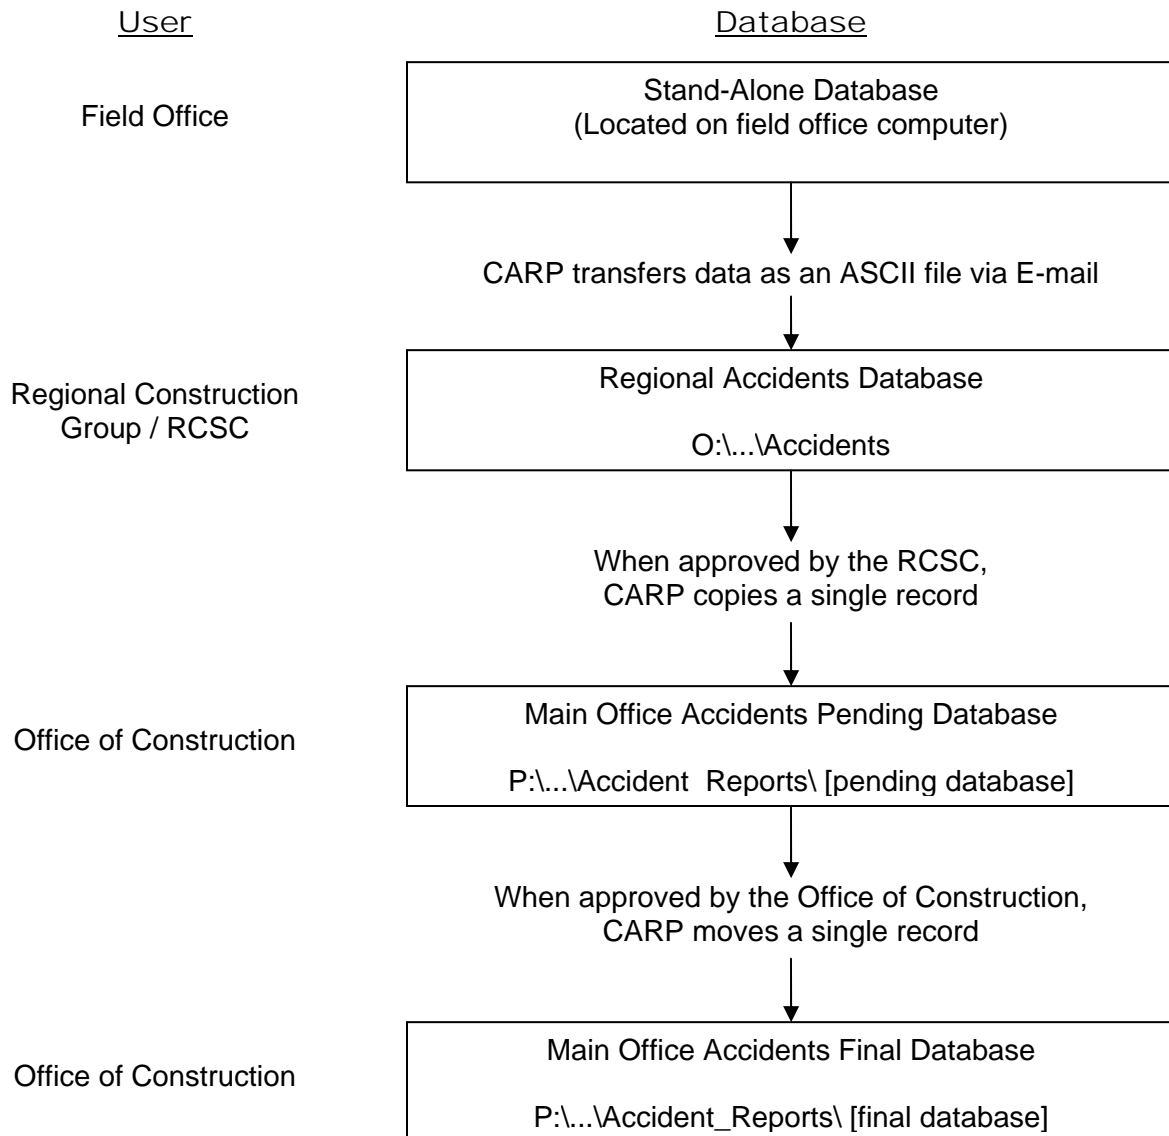 User
Database
Field Office
Stand-Alone Database
(Located on field office computer)
CARP transfers data as an ASCII file via E-mail
Regional Construction
Group / RCSC
Regional Accidents Database
O:\...\Accidents
When approved by the RCSC,
CARP copies a single record
Office of Construction
Main Office Accidents Pending Database
P:\...\Accident_Reports\ [pending database]
When approved by the Office of Construction,
CARP moves a single record
Office of Construction
Main Office Accidents Final Database
P:\...\Accident_Reports\ [final database]